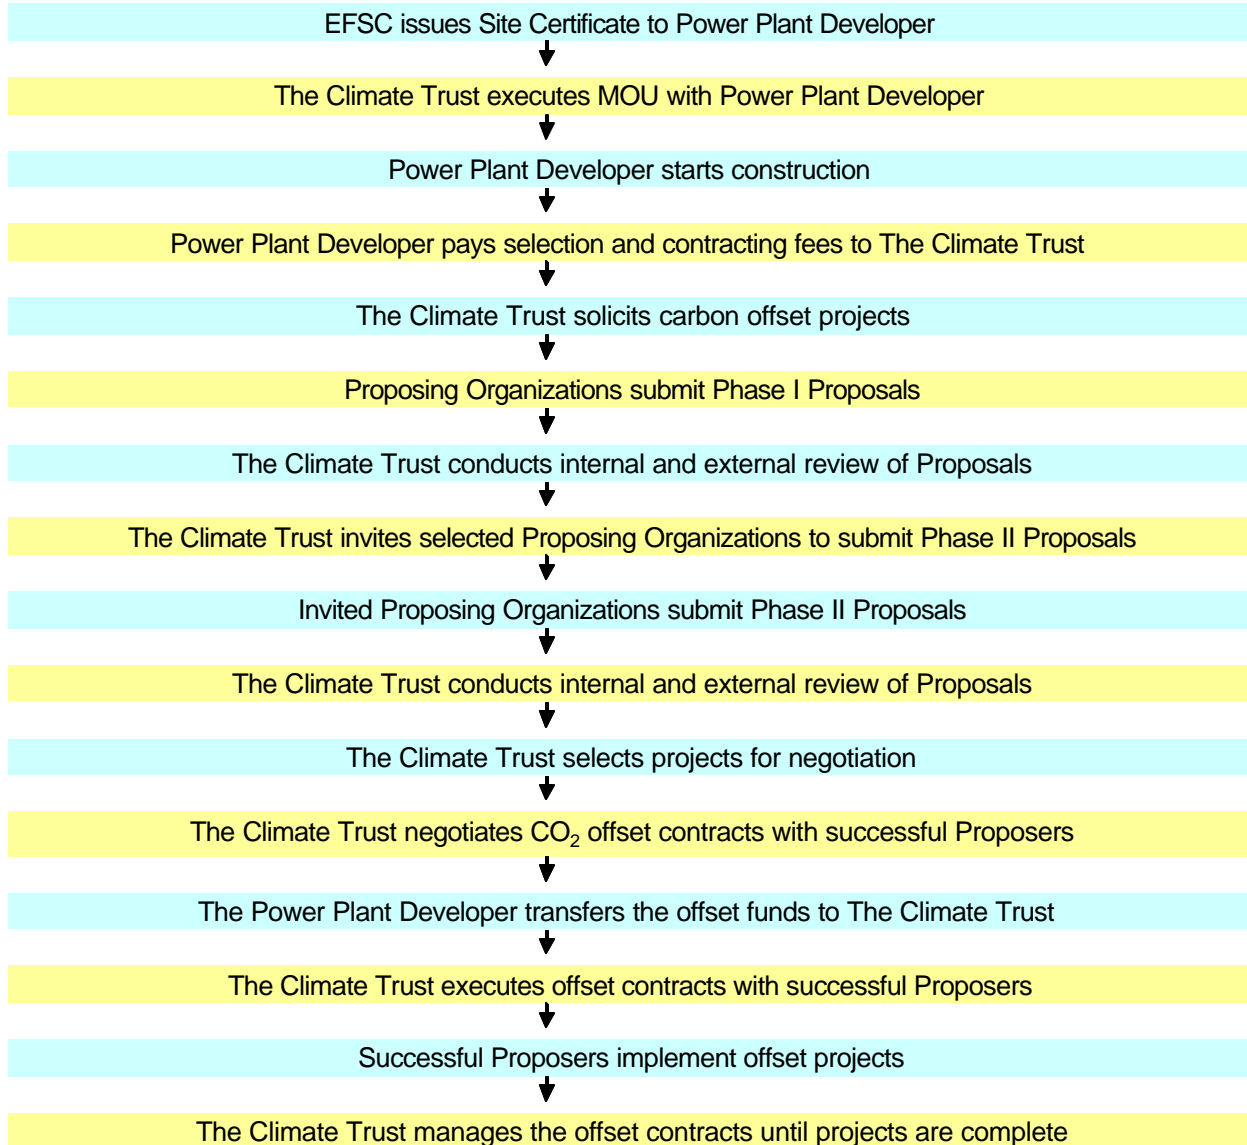 EFSC issues Site Certificate to Power Plant Developer
The Climate Trust executes MOU with Power Plant Developer
Power Plant Developer starts construction
Power Plant Developer pays selection and contracting fees to The Climate Trust
The Climate Trust solicits carbon offset projects
Proposing Organizations submit Phase I Proposals
The Climate Trust conducts internal and external review of Proposals
The Climate Trust invites selected Proposing Organizations to submit Phase II Proposals
Invited Proposing Organizations submit Phase II Proposals
The Climate Trust conducts internal and external review of Proposals
The Climate Trust selects projects for negotiation
The Climate Trust negotiates CO₂ offset contracts with successful Proposers
The Power Plant Developer transfers the offset funds to The Climate Trust
The Climate Trust executes offset contracts with successful Proposers
Successful Proposers implement offset projects
The Climate Trust manages the offset contracts until projects are complete